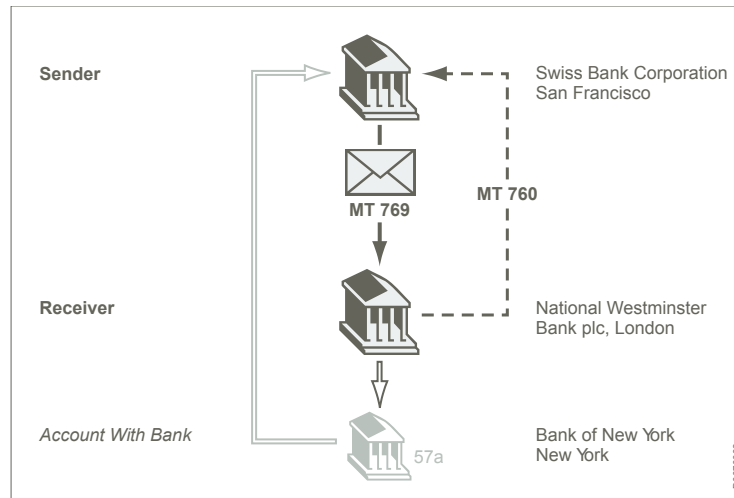 Sender
Swiss Bank Corporation
San Francisco
MT 769
MT 760
Receiver
National Westminster
Bank plc, London
Account With Bank
57a
Bank of New York
New York